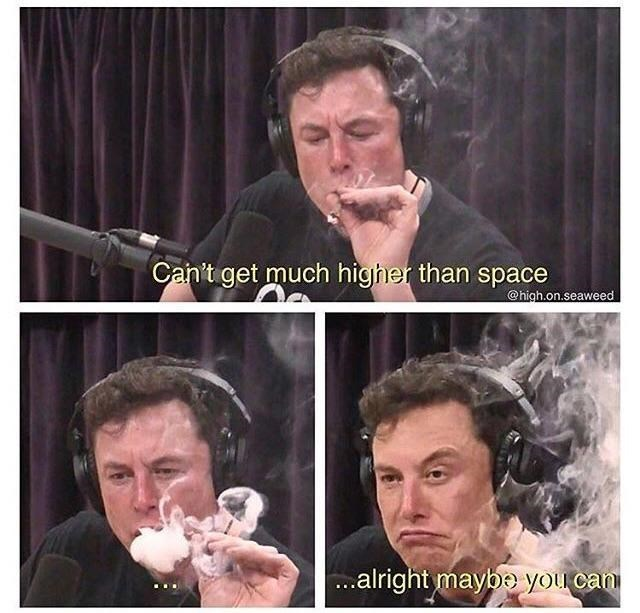 Can't get much higher than space
@high.on.seaweed
...
...alright maybe you can